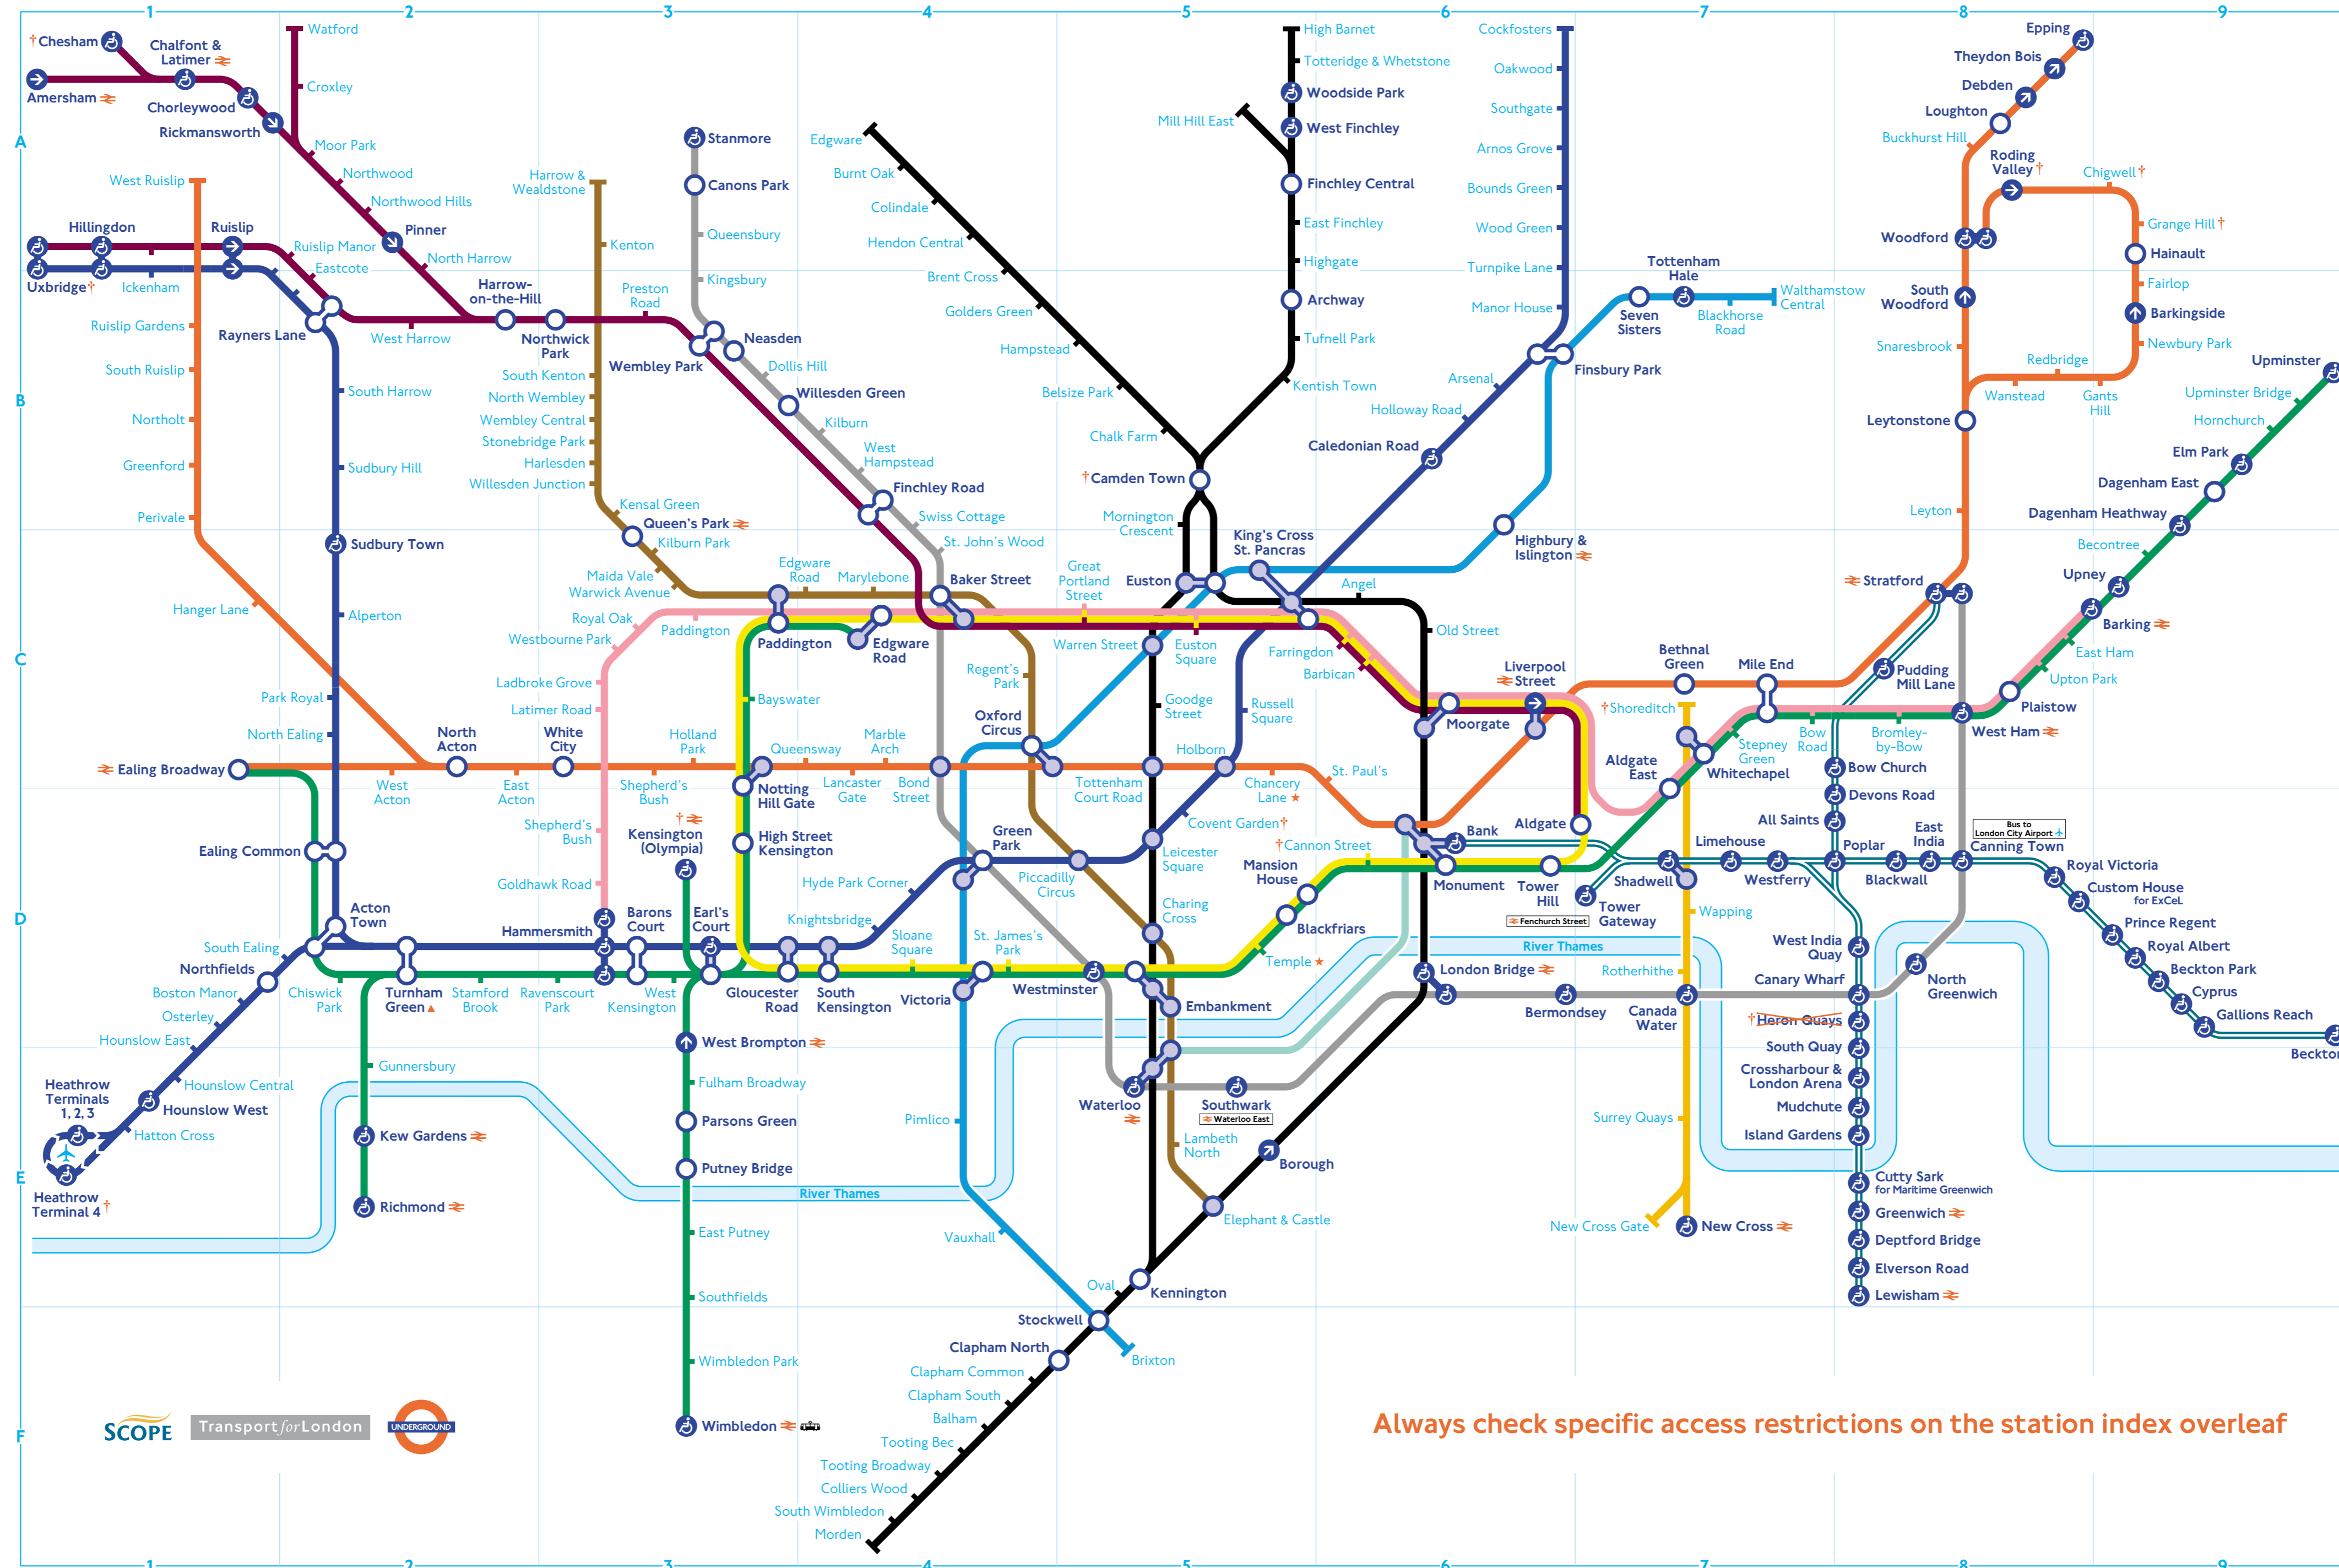 1 2 3 4 5 6 7 8 9
A
B
C
D
E
F
†Chesham
Chalfont &
Latimer
Amersham
Chorleywood
Rickmansworth
Watford
Croxley
Moor Park
Northwood
Northwood Hills
Pinner
North Harrow
West Ruislip
Hillingdon
Ruislip
Ruislip Manor
Eastcote
Uxbridge†
Ickenham
Ruislip Gardens
Rayners Lane
West Harrow
Harrow-
on-the-Hill
Northwick
Park
Preston
Road
South Ruislip
Northolt
Greenford
Perivale
Hanger Lane
South Harrow
Sudbury Hill
Sudbury Town
Alperton
Park Royal
North Ealing
Harrow &
Wealdstone
Kenton
South Kenton
North Wembley
Wembley Central
Stonebridge Park
Harlesden
Willesden Junction
Kensal Green
Queen's Park
Kilburn Park
Maida Vale
Warwick Avenue
Stanmore
Canons Park
Queensbury
Kingsbury
Wembley Park
Neasden
Dollis Hill
Willesden Green
Kilburn
West
Hampstead
Finchley Road
Swiss Cottage
St. John's Wood
Edgware
Burnt Oak
Colindale
Hendon Central
Brent Cross
Golders Green
Hampstead
Belsize Park
Chalk Farm
†Camden Town
Mornington
Crescent
Mill Hill East
High Barnet
Totteridge & Whetstone
Woodside Park
West Finchley
Finchley Central
East Finchley
Highgate
Archway
Tufnell Park
Kentish Town
Cockfosters
Oakwood
Southgate
Arnos Grove
Bounds Green
Wood Green
Turnpike Lane
Manor House
Finsbury Park
Arsenal
Holloway Road
Caledonian Road
Tottenham
Hale
Seven
Sisters
Blackhorse
Road
Walthamstow
Central
Highbury &
Islington
King's Cross
St. Pancras
Euston
Angel
Old Street
Epping
Theydon Bois
Debden
Loughton
Buckhurst Hill
Roding
Valley†
Chigwell†
Grange Hill†
Hainault
Fairlop
Barkingside
Newbury Park
Woodford
South
Woodford
Snaresbrook
Redbridge
Wanstead
Gants
Hill
Leytonstone
Leyton
Stratford
Upminster
Upminster Bridge
Hornchurch
Elm Park
Dagenham East
Dagenham Heathway
Becontree
Upney
Barking
East Ham
Upton Park
Plaistow
West Ham
Bromley-
by-Bow
Bow
Road
Pudding
Mill Lane
Mile End
Bethnal
Green
Stepney
Green
Whitechapel
Aldgate
East
†Shoreditch
Liverpool
Street
Moorgate
Barbican
Farringdon
Edgware
Road
Marylebone
Baker Street
Great
Portland
Street
Warren Street
Euston
Square
Royal Oak
Westbourne Park
Paddington
Paddington
Edgware
Road
Ladbroke Grove
Latimer Road
Bayswater
Regent's
Park
Oxford
Circus
Goodge
Street
Russell
Square
Ealing Broadway
West
Acton
North
Acton
East
Acton
White
City
Shepherd's
Bush
Holland
Park
Notting
Hill Gate
Queensway
Lancaster
Gate
Marble
Arch
Bond
Street
Tottenham
Court Road
Holborn
Chancery
Lane ★
St. Paul's
Bank
Aldgate
Shepherd's
Bush
Goldhawk Road
†
Kensington
(Olympia)
High Street
Kensington
Green
Park
Piccadilly
Circus
Covent Garden†
Leicester
Square
Hyde Park Corner
Knightsbridge
Charing
Cross
†Cannon Street
Mansion
House
Monument
Tower
Hill
Fenchurch Street
Tower
Gateway
Shadwell
Limehouse
Westferry
Poplar
All Saints
Devons Road
Bow Church
Blackwall
East
India
Bus to
London City Airport
Canning Town
Royal Victoria
Custom House
for ExCeL
Prince Regent
Royal Albert
Beckton Park
Cyprus
Gallions Reach
Beckton
Ealing Common
Acton
Town
South Ealing
Northfields
Boston Manor
Osterley
Hounslow East
Hounslow Central
Hounslow West
Hatton Cross
Heathrow
Terminals
1, 2, 3
Heathrow
Terminal 4†
Chiswick
Park
Turnham
Green▲
Stamford
Brook
Ravenscourt
Park
Hammersmith
Barons
Court
West
Kensington
Earl's
Court
Gloucester
Road
South
Kensington
Sloane
Square
Victoria
St. James's
Park
Westminster
Embankment
Temple ★
Blackfriars
River Thames
London Bridge
Bermondsey
Wapping
Rotherhithe
Canada
Water
Surrey Quays
New Cross Gate
New Cross
West India
Quay
Canary Wharf
†Heron Quays
South Quay
Crossharbour &
London Arena
Mudchute
Island Gardens
Cutty Sark
for Maritime Greenwich
Greenwich
Deptford Bridge
Elverson Road
Lewisham
North
Greenwich
Gunnersbury
Kew Gardens
Richmond
West Brompton
Fulham Broadway
Parsons Green
Putney Bridge
East Putney
Southfields
Wimbledon Park
Wimbledon
River Thames
Pimlico
Vauxhall
Waterloo
Southwark
Waterloo East
Lambeth
North
Borough
Elephant & Castle
Kennington
Oval
Stockwell
Brixton
Clapham North
Clapham Common
Clapham South
Balham
Tooting Bec
Tooting Broadway
Colliers Wood
South Wimbledon
Morden
SCOPE
Transport for London
UNDERGROUND
Always check specific access restrictions on the station index overleaf
1 2 3 4 5 6 7 8 9